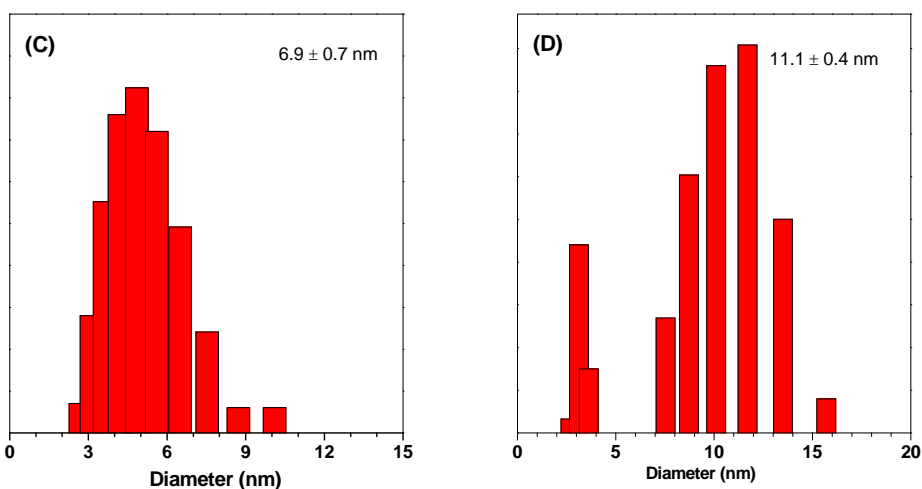 (C)
6.9 ± 0.7 nm
0 3 6 9 12 15
Diameter (nm)
(D)
11.1 ± 0.4 nm
0 5 10 15 20
Diameter (nm)